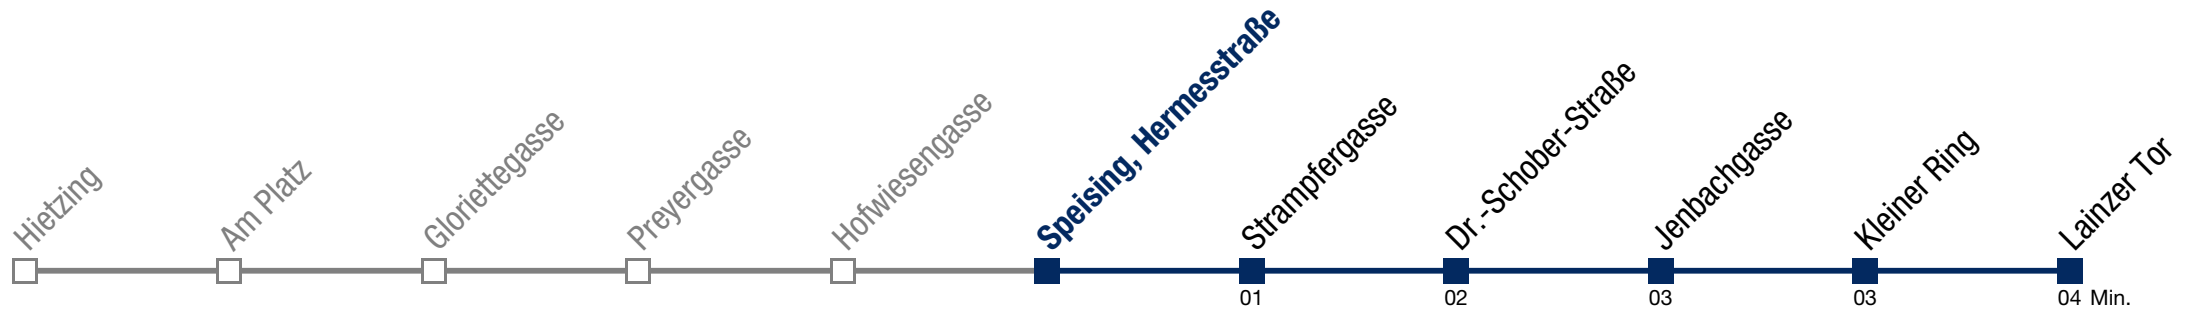 Hietzing
Am Platz
Gloriettegasse
Preyergasse
Hofwiesengasse
Speising, Hermesstraße
Strampfergasse
Dr.-Schober-Straße
Jenbachgasse
Kleiner Ring
Lainzer Tor
01 02 03 03 04 Min.